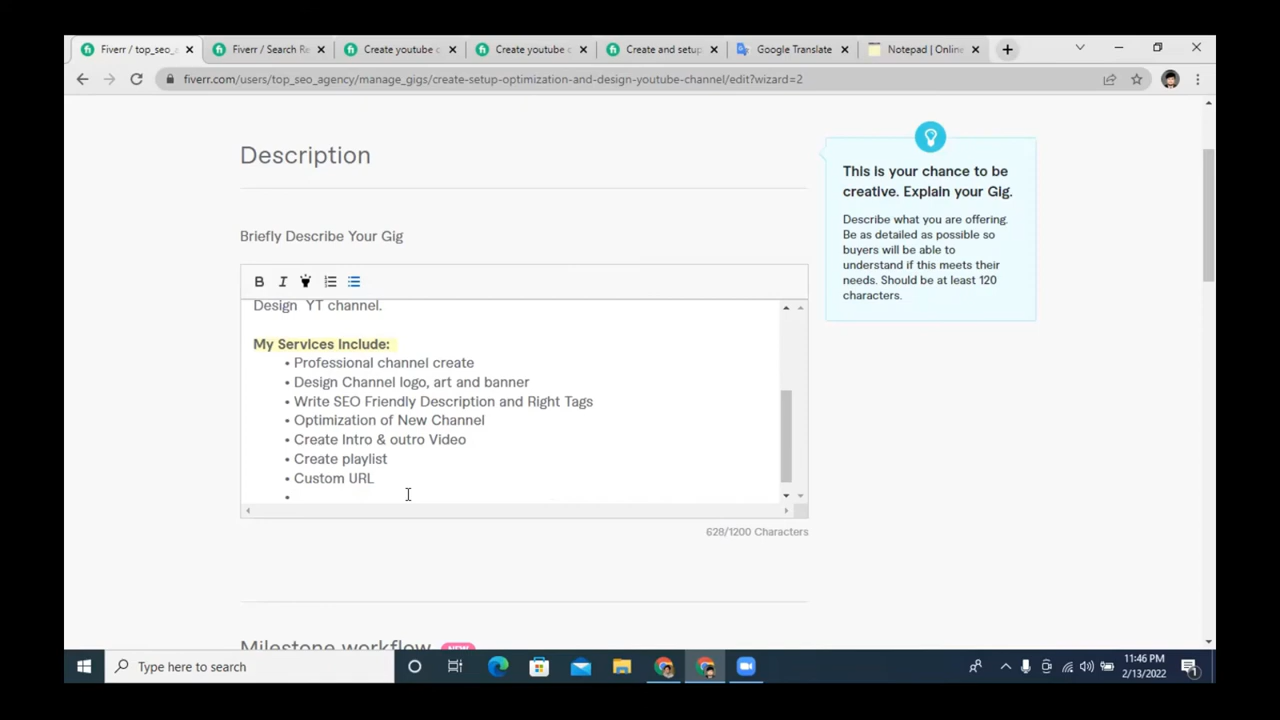 Fiverr / top_seo_a
Fiverr / Search Re
Create youtube c
Create youtube c
Create and setup
Google Translate
Notepad | Online
fiverr.com/users/top_seo_agency/manage_gigs/create-setup-optimization-and-design-youtube-channel/edit?wizard=2
Description
Briefly Describe Your Gig
B I
Design YT channel.
My Services Include:
• Professional channel create
• Design Channel logo, art and banner
• Write SEO Friendly Description and Right Tags
• Optimization of New Channel
• Create Intro & outro Video
• Create playlist
• Custom URL
•
628/1200 Characters
This is your chance to be
creative. Explain your Gig.
Describe what you are offering.
Be as detailed as possible so
buyers will be able to
understand if this meets their
needs. Should be at least 120
characters.
Milestone workflow NEW
Type here to search
11:46 PM
2/13/2022
1